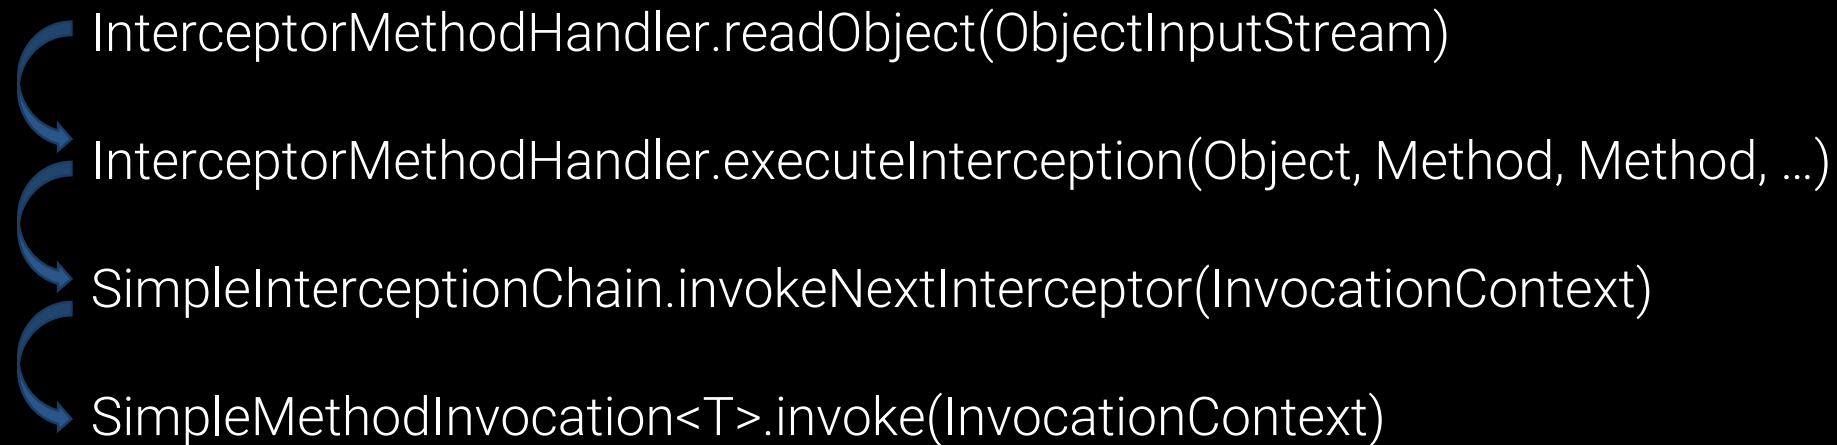 InterceptorMethodHandler.readObject(ObjectInputStream)
InterceptorMethodHandler.executeInterception(Object, Method, Method, …)
SimpleInterceptionChain.invokeNextInterceptor(InvocationContext)
SimpleMethodInvocation<T>.invoke(InvocationContext)